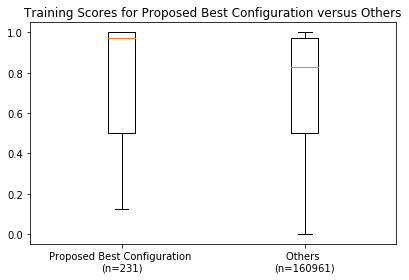 Training Scores for Proposed Best Configuration versus Others
1.0
0.8
0.6
0.4
0.2
0.0
Proposed Best Configuration
(n=231)
Others
(n=160961)